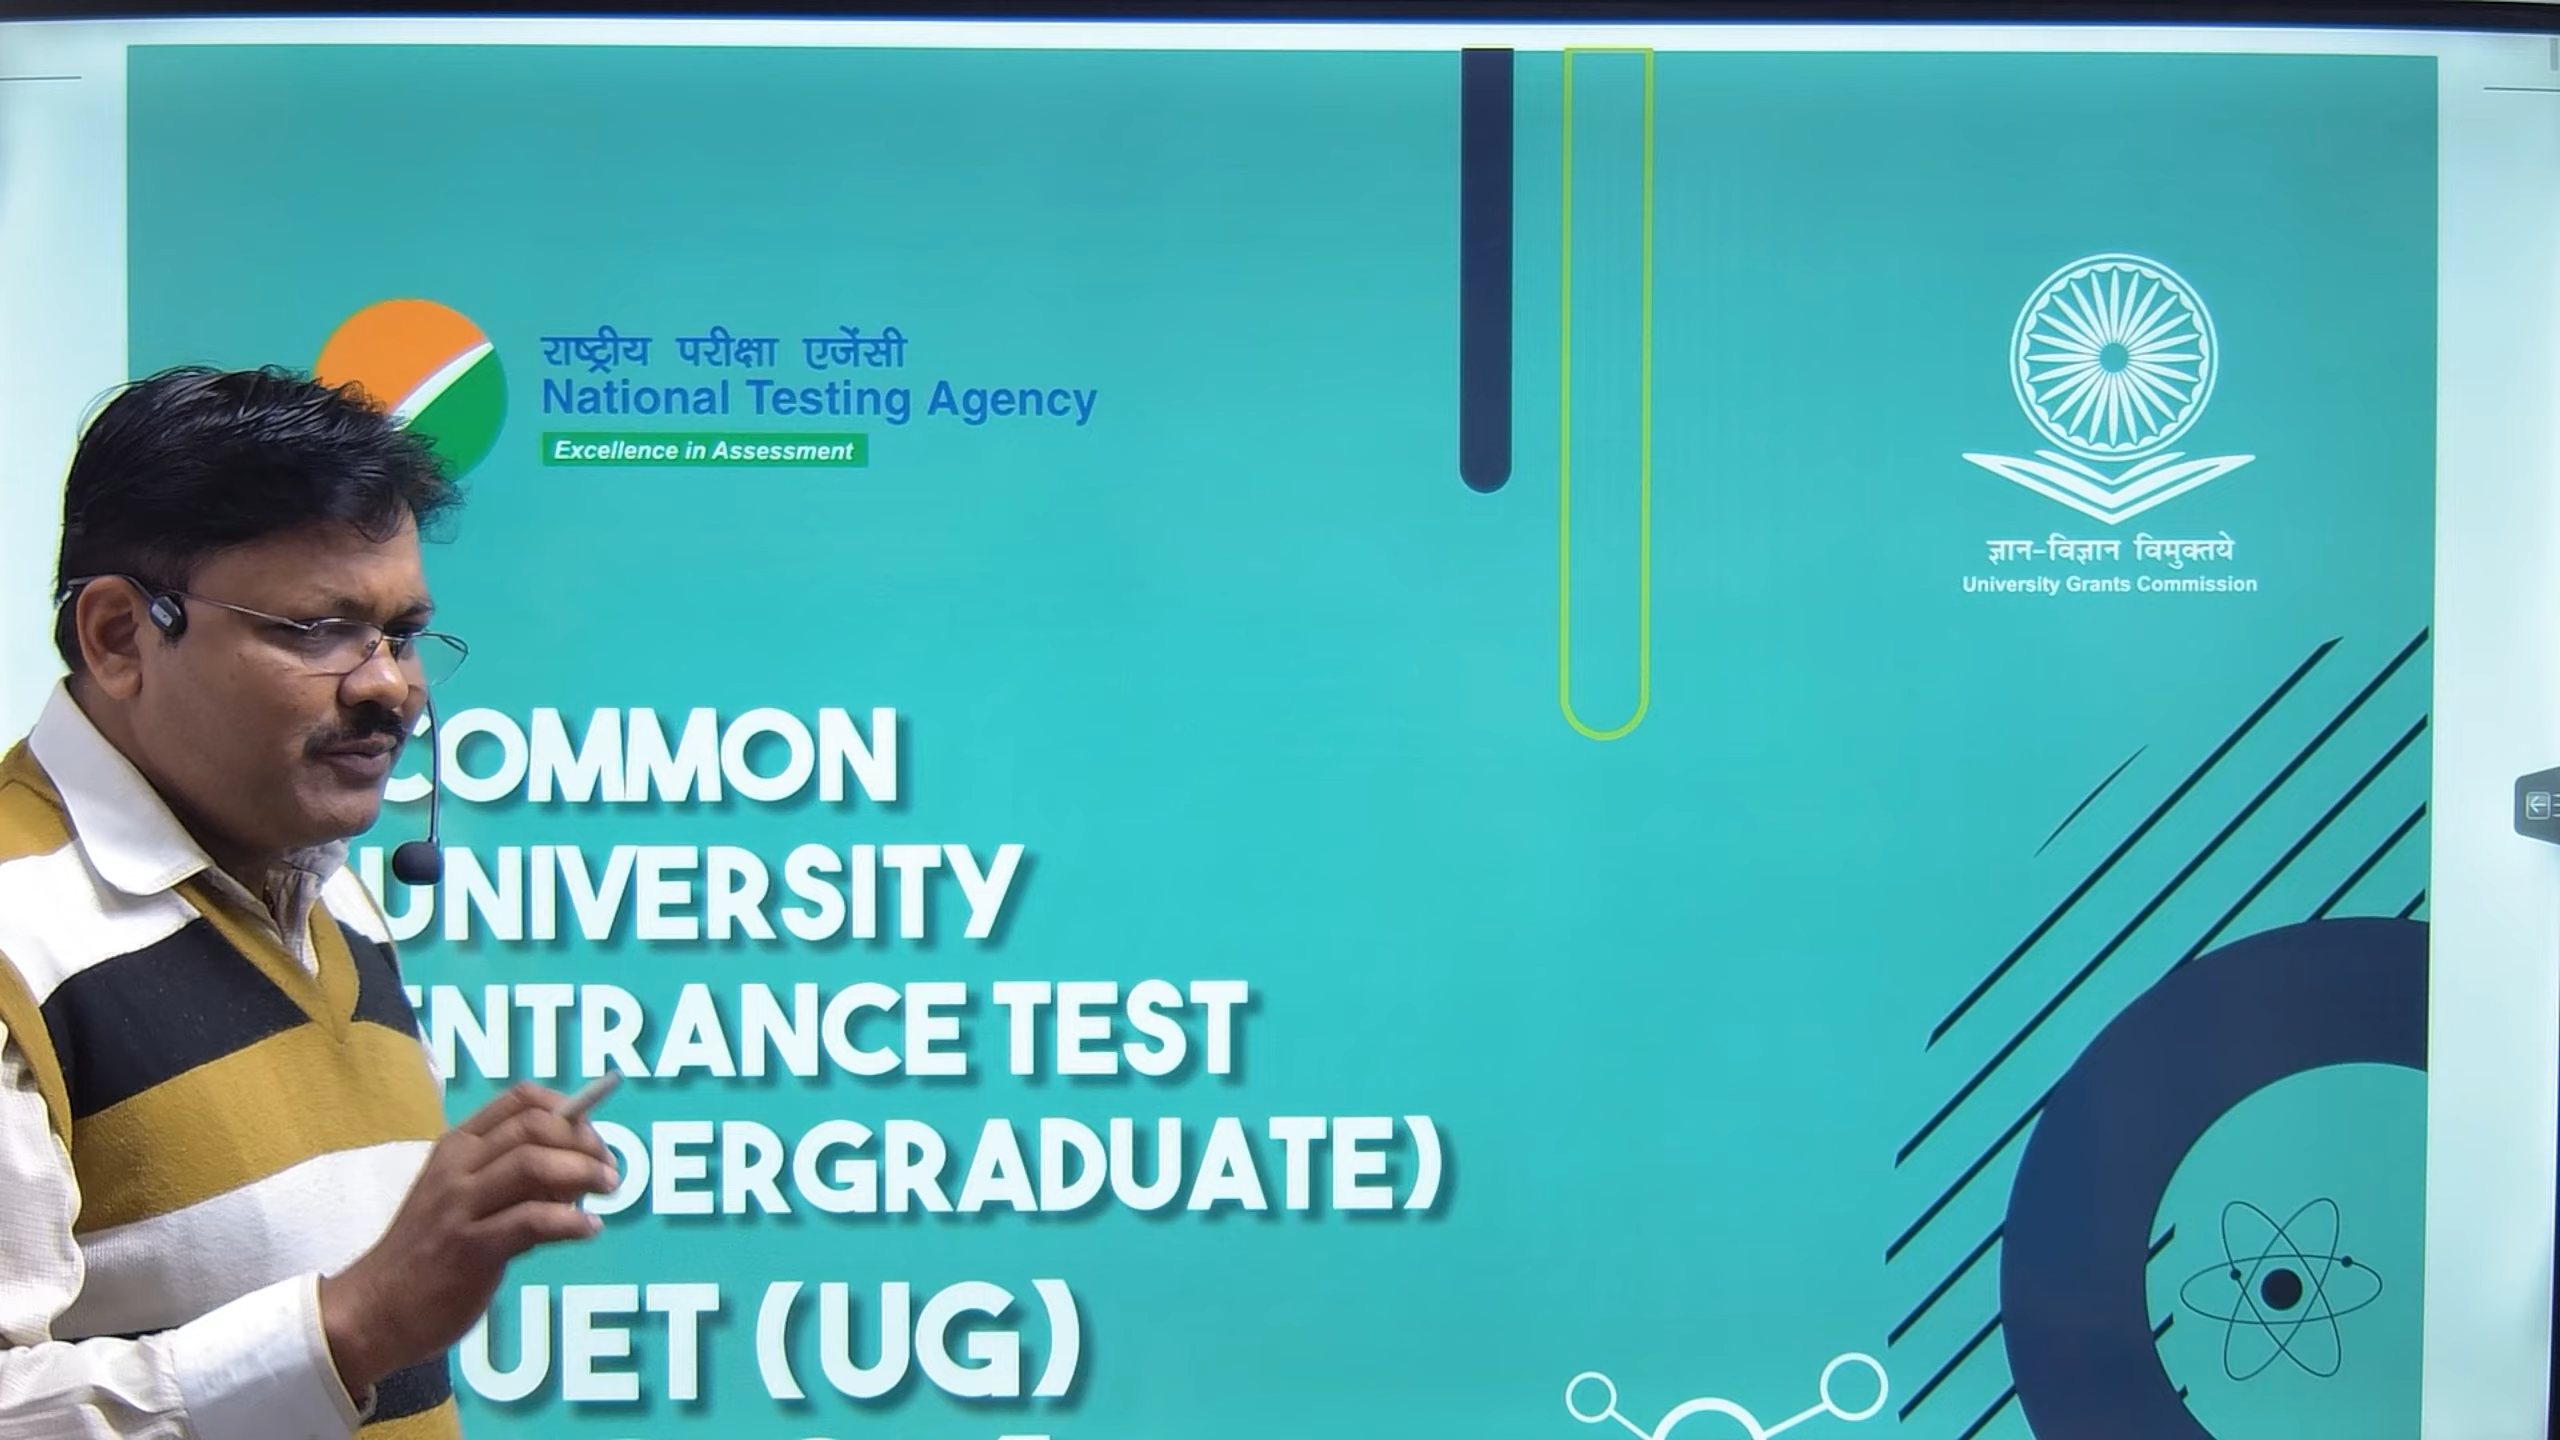 राष्ट्रीय परीक्षा एजेंसी
National Testing Agency
Excellence in Assessment
ज्ञान-विज्ञान विमुक्तये
University Grants Commission
COMMON
UNIVERSITY
ENTRANCE TEST
DERGRADUATE)
UET (UG)